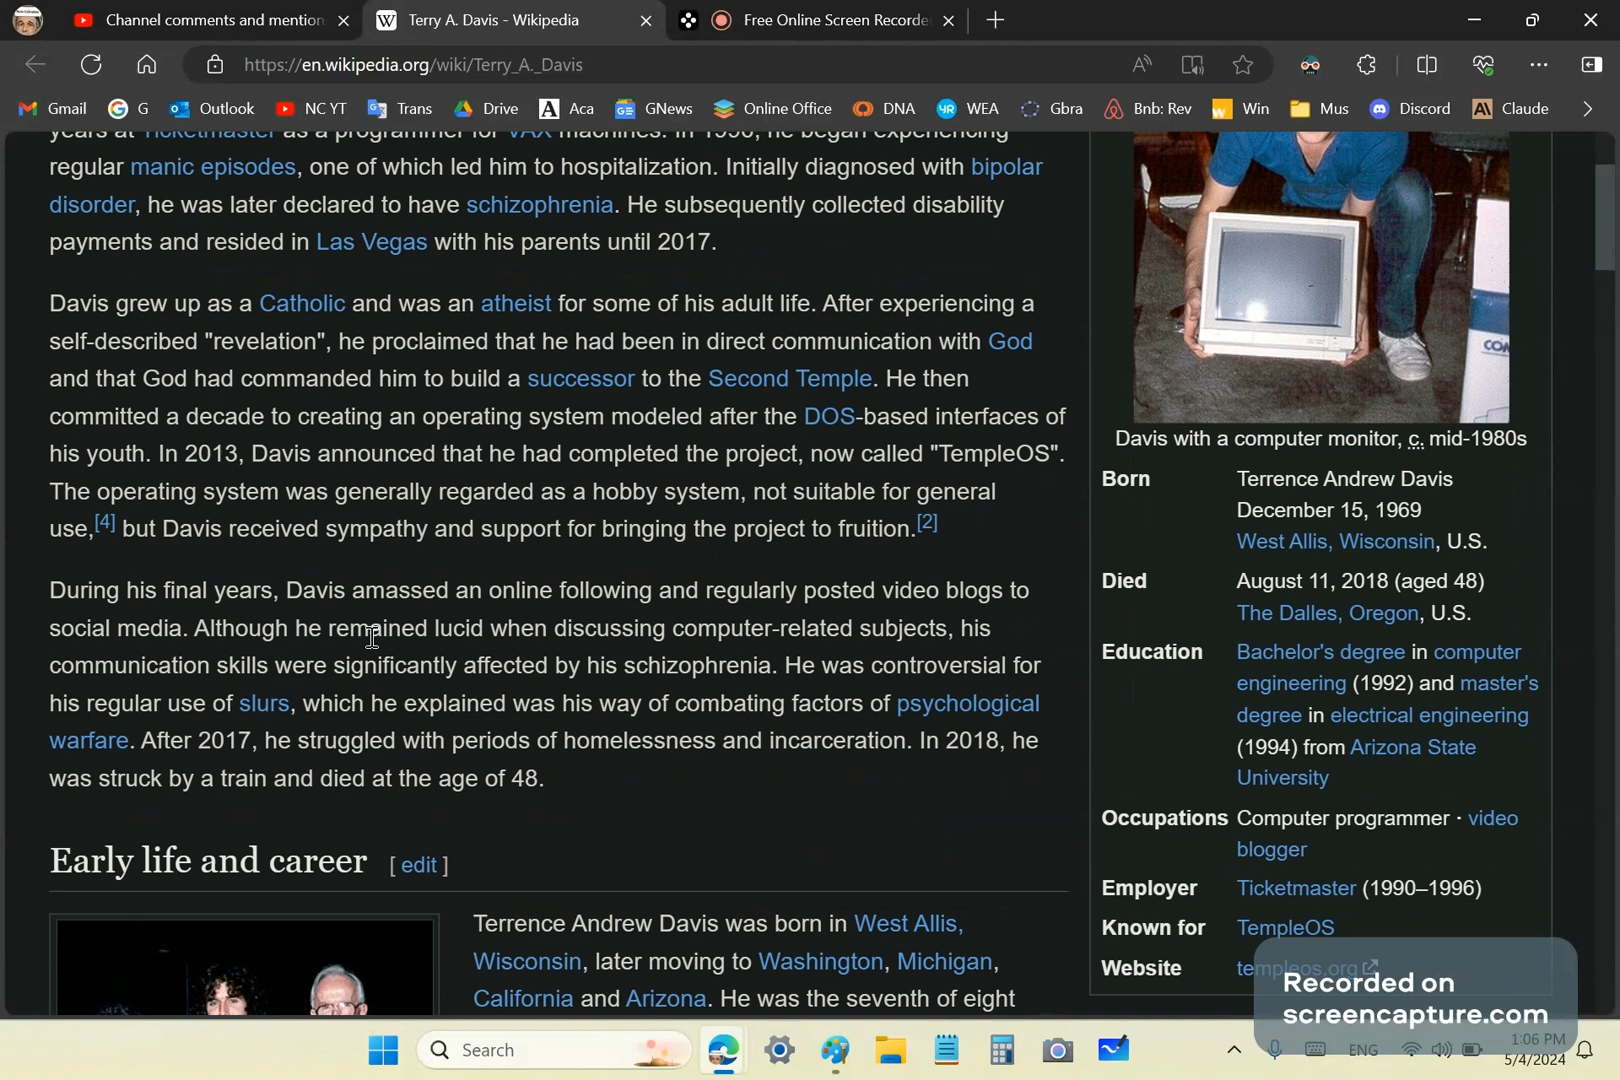 Channel comments and mention
Terry A. Davis - Wikipedia
Free Online Screen Recorde
https://en.wikipedia.org/wiki/Terry_A._Davis
Gmail
G
Outlook
NC YT
Trans
Drive
Aca
GNews
Online Office
DNA
WEA
Gbra
Bnb: Rev
Win
Mus
Discord
Claude
years at Ticketmaster as a programmer for VAX machines. In 1996, he began experiencing
regular manic episodes, one of which led him to hospitalization. Initially diagnosed with bipolar
disorder, he was later declared to have schizophrenia. He subsequently collected disability
payments and resided in Las Vegas with his parents until 2017.
Davis grew up as a Catholic and was an atheist for some of his adult life. After experiencing a
self-described "revelation", he proclaimed that he had been in direct communication with God
and that God had commanded him to build a successor to the Second Temple. He then
committed a decade to creating an operating system modeled after the DOS-based interfaces of
his youth. In 2013, Davis announced that he had completed the project, now called "TempleOS".
The operating system was generally regarded as a hobby system, not suitable for general
use,[4] but Davis received sympathy and support for bringing the project to fruition.[2]
During his final years, Davis amassed an online following and regularly posted video blogs to
social media. Although he remained lucid when discussing computer-related subjects, his
communication skills were significantly affected by his schizophrenia. He was controversial for
his regular use of slurs, which he explained was his way of combating factors of psychological
warfare. After 2017, he struggled with periods of homelessness and incarceration. In 2018, he
was struck by a train and died at the age of 48.
Early life and career [ edit ]
Terrence Andrew Davis was born in West Allis,
Wisconsin, later moving to Washington, Michigan,
California and Arizona. He was the seventh of eight
COM
Davis with a computer monitor, c. mid-1980s
Born Terrence Andrew Davis
December 15, 1969
West Allis, Wisconsin, U.S.
Died August 11, 2018 (aged 48)
The Dalles, Oregon, U.S.
Education Bachelor's degree in computer
engineering (1992) and master's
degree in electrical engineering
(1994) from Arizona State
University
Occupations Computer programmer · video
blogger
Employer Ticketmaster (1990–1996)
Known for TempleOS
Website templeos.org
Recorded on
screencapture.com
Search
ENG
1:06 PM
5/4/2024